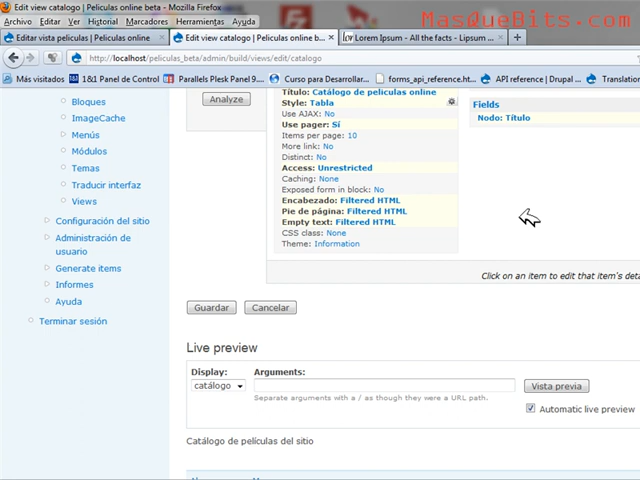 Edit view catalogo | Peliculas online beta - Mozilla Firefox
Archivo Editar Ver Historial Marcadores Herramientas Ayuda
MasQueBits.com
Editar vista peliculas | Peliculas online
Edit view catalogo | Peliculas online b...
Lorem Ipsum - All the facts - Lipsum ...
http://localhost/peliculas_beta/admin/build/views/edit/catalogo
Más visitados 1&1 Panel de Control Parallels Plesk Panel 9.... Curso para Desarrollar... forms_api_reference.ht... API reference | Drupal ... Translation
Bloques
ImageCache
Menús
Módulos
Temas
Traducir interfaz
Views
Configuración del sitio
Administración de
usuario
Generate items
Informes
Ayuda
Terminar sesión
Analyze
Título: Catálogo de peliculas online
Style: Tabla
Use AJAX: No
Use pager: Sí
Items per page: 10
More link: No
Distinct: No
Access: Unrestricted
Caching: None
Exposed form in block: No
Encabezado: Filtered HTML
Pie de página: Filtered HTML
Empty text: Filtered HTML
CSS class: None
Theme: Information
Fields
Nodo: Título
Click on an item to edit that item's deta
Guardar Cancelar
Live preview
Display: Arguments:
catálogo
Vista previa
Separate arguments with a / as though they were a URL path.
Automatic live preview
Catálogo de películas del sitio